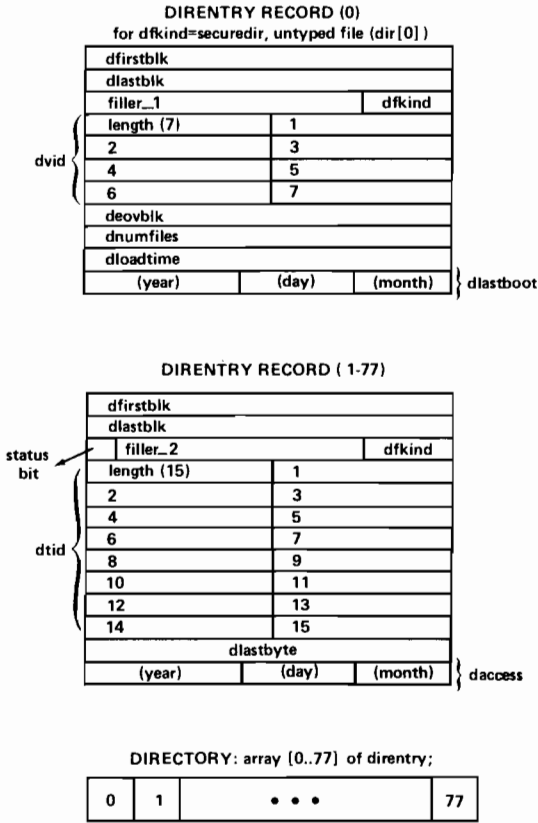 DIRENTRY RECORD (0)
for dfkind=securedir, untyped file (dir[0] )
dfirstblk
dlastblk
filler_1 dfkind
length (7) 1
2 3
dvid
4 5
6 7
deovblk
dnumfiles
dloadtime
(year) (day) (month) dlastboot
DIRENTRY RECORD ( 1-77)
dfirstblk
dlastblk
filler_2 dfkind
status
bit
length (15) 1
2 3
4 5
6 7
dtid
8 9
10 11
12 13
14 15
dlastbyte
(year) (day) (month) daccess
DIRECTORY: array [0..77] of direntry;
0 1 • • • 77